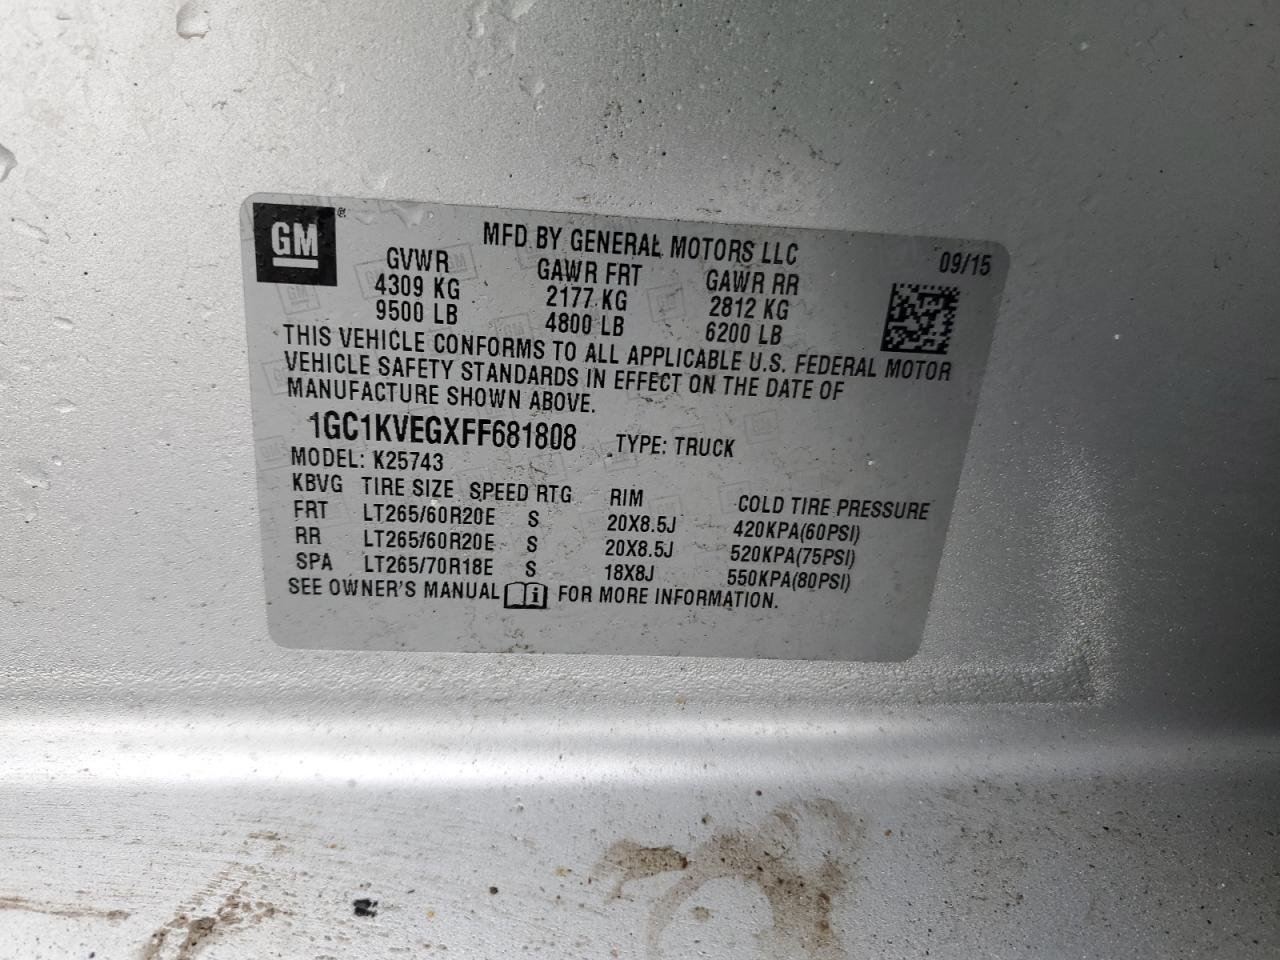 GM ®
MFD BY GENERAL MOTORS LLC 09/15
GVWR GAWR FRT GAWR RR
4309 KG 2177 KG 2812 KG
9500 LB 4800 LB 6200 LB
THIS VEHICLE CONFORMS TO ALL APPLICABLE U.S. FEDERAL MOTOR
VEHICLE SAFETY STANDARDS IN EFFECT ON THE DATE OF
MANUFACTURE SHOWN ABOVE.
1GC1KVEGXFF681808 TYPE: TRUCK
MODEL: K25743
KBVG TIRE SIZE SPEED RTG RIM COLD TIRE PRESSURE
FRT LT265/60R20E S 20X8.5J 420KPA(60PSI)
RR LT265/60R20E S 20X8.5J 520KPA(75PSI)
SPA LT265/70R18E S 18X8J 550KPA(80PSI)
SEE OWNER'S MANUAL i FOR MORE INFORMATION.